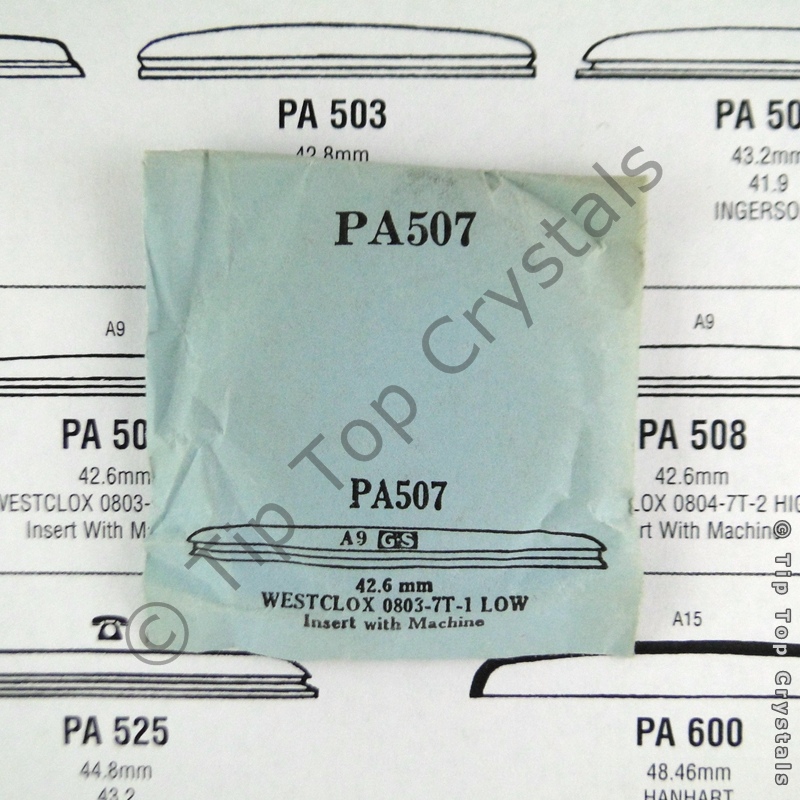 PA 503
42.8mm
PA 50
43.2mm
41.9
INGERSO
PA507
A9
A9
PA 50
42.6mm
WESTCLOX 0803-
Insert With M
PA 508
42.6mm
LOX 0804-7T-2 HIG
rt With Machine
PA507
A9 G-S
42.6 mm
WESTCLOX 0803-7T-1 LOW
Insert with Machine
A15
PA 525
44.8mm
43.2
PA 600
48.46mm
HANHART
© Tip Top Crystals
© Tip Top Crystals